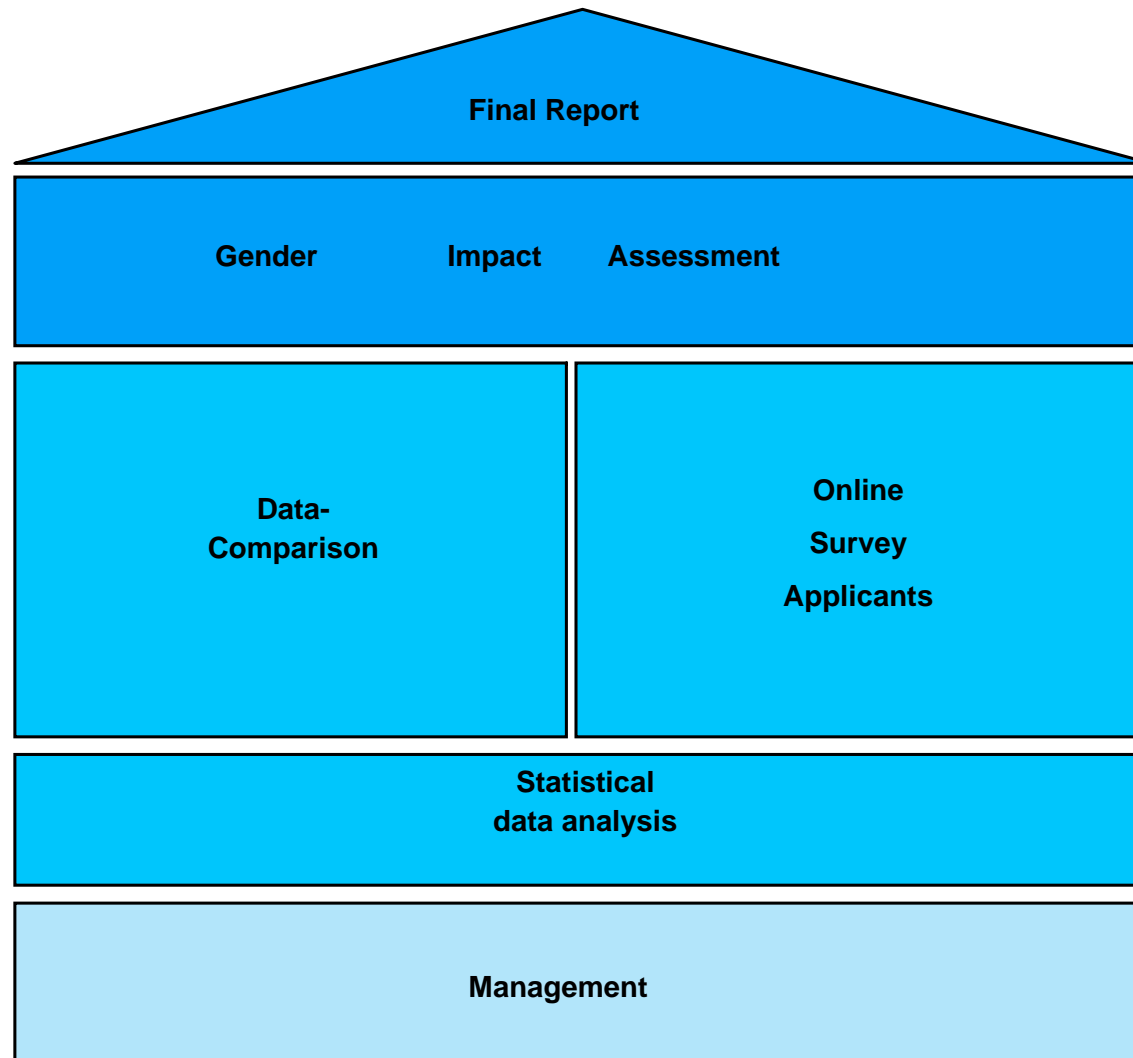 Final Report
Gender Impact Assessment
Data-
Comparison
Online
Survey
Applicants
Statistical
data analysis
Management